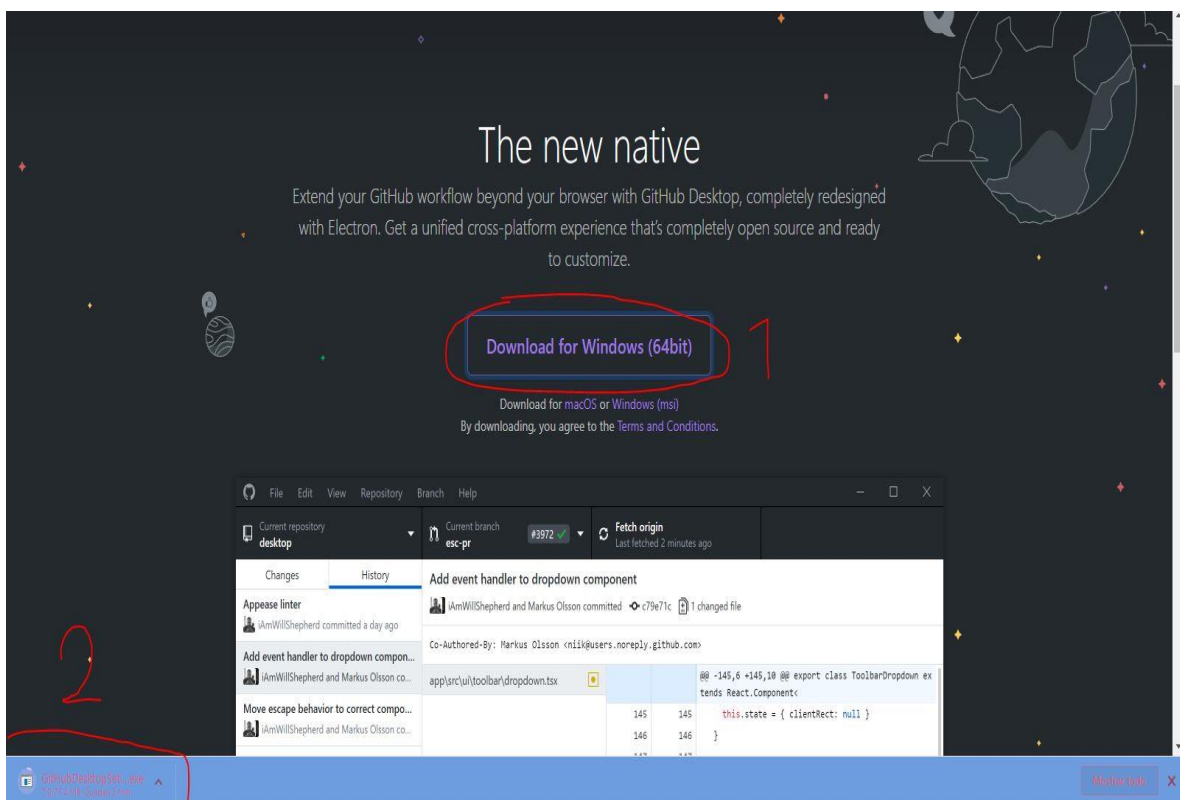 The new native
Extend your GitHub workflow beyond your browser with GitHub Desktop, completely redesigned
with Electron. Get a unified cross-platform experience that's completely open source and ready
to customize.
Download for Windows (64bit)
1
Download for macOS or Windows (msi)
By downloading, you agree to the Terms and Conditions.
File Edit View Repository Branch Help
Current repository
desktop
Current branch
esc-pr
#3972
Fetch origin
Last fetched 2 minutes ago
Changes History
Appease linter
iAmWillShepherd committed a day ago
Add event handler to dropdown compon...
iAmWillShepherd and Markus Olsson co...
Move escape behavior to correct compo...
iAmWillShepherd and Markus Olsson co...
Add event handler to dropdown component
iAmWillShepherd and Markus Olsson committed c79e71c 1 changed file
Co-Authored-By: Markus Olsson <niik@users.noreply.github.com>
app\src\ui\toolbar\dropdown.tsx
@@ -145,6 +145,10 @@ export class ToolbarDropdown ex
tends React.Component<
145 145 this.state = { clientRect: null }
146 146 }
2
GitHubDesktopSet....exe
X